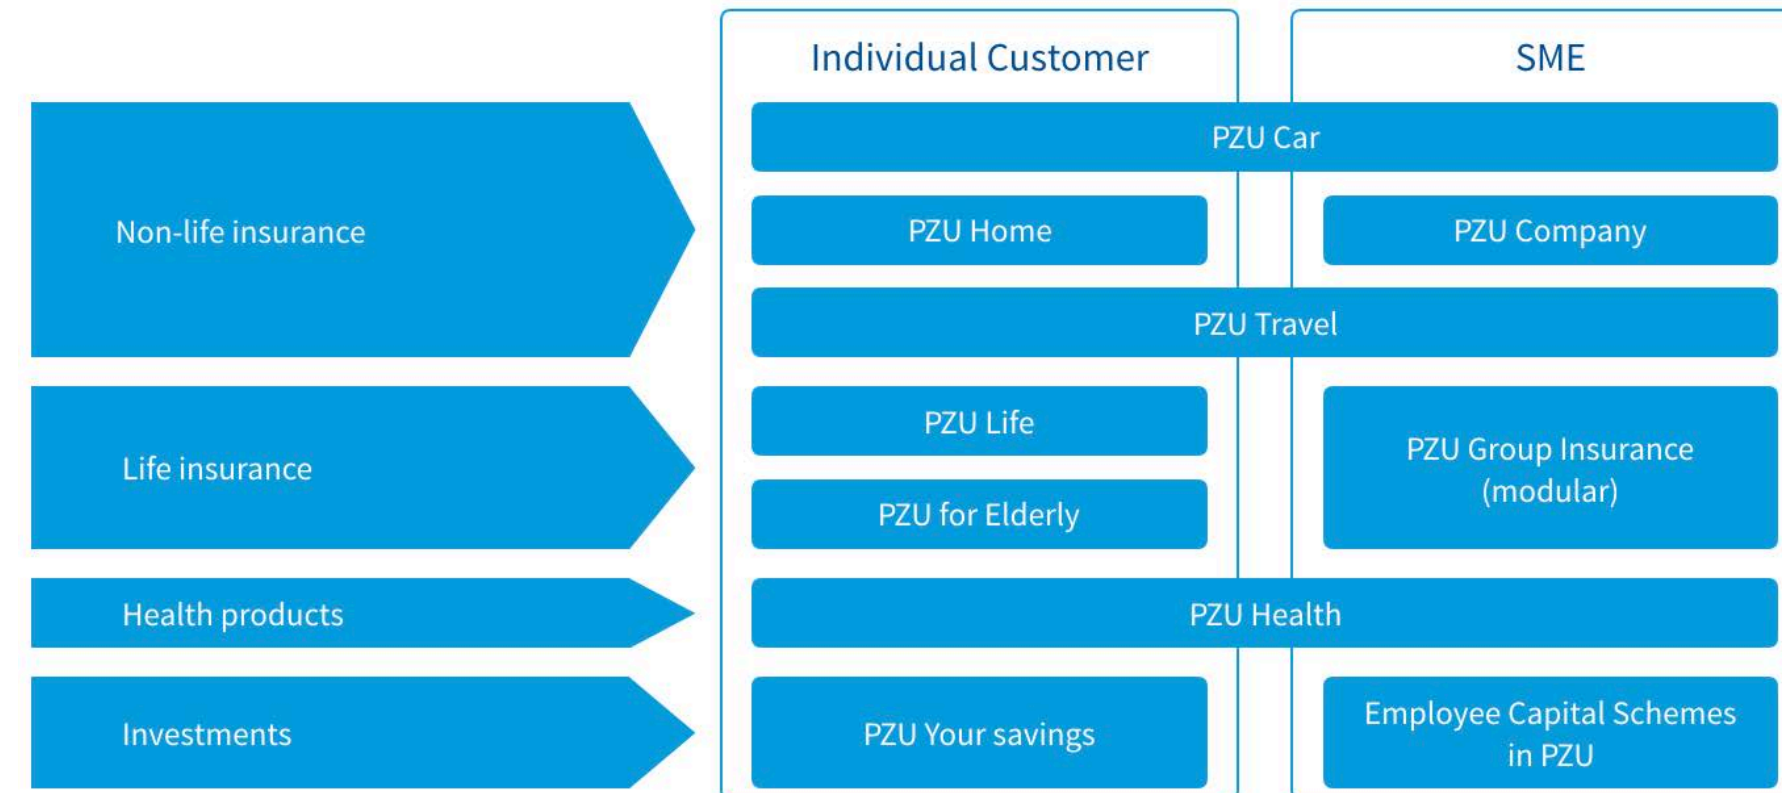 Individual Customer
SME
Non-life insurance
PZU Car
PZU Home
PZU Company
PZU Travel
Life insurance
PZU Life
PZU for Elderly
PZU Group Insurance
(modular)
Health products
PZU Health
Investments
PZU Your savings
Employee Capital Schemes
in PZU